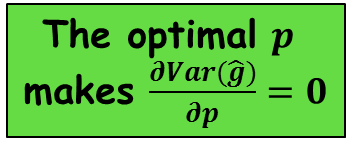 The optimal p
makes ∂Var(ĝ)/∂p = 0